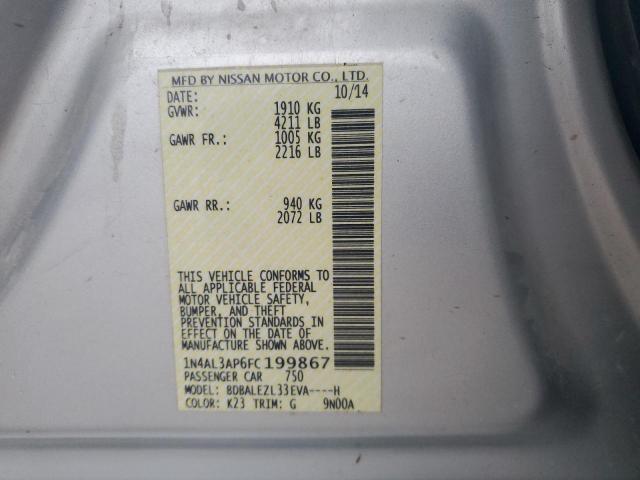 MFD BY NISSAN MOTOR CO., LTD.
DATE: 10/14
GVWR: 1910 KG
4211 LB
GAWR FR.: 1005 KG
2216 LB
GAWR RR.: 940 KG
2072 LB
THIS VEHICLE CONFORMS TO
ALL APPLICABLE FEDERAL
MOTOR VEHICLE SAFETY,
BUMPER, AND THEFT
PREVENTION STANDARDS IN
EFFECT ON THE DATE OF
MANUFACTURE SHOWN ABOVE.
1N4AL3AP6FC199867
PASSENGER CAR 750
MODEL: BDBALEZL33EVA----H
COLOR: K23 TRIM: G 9N00A